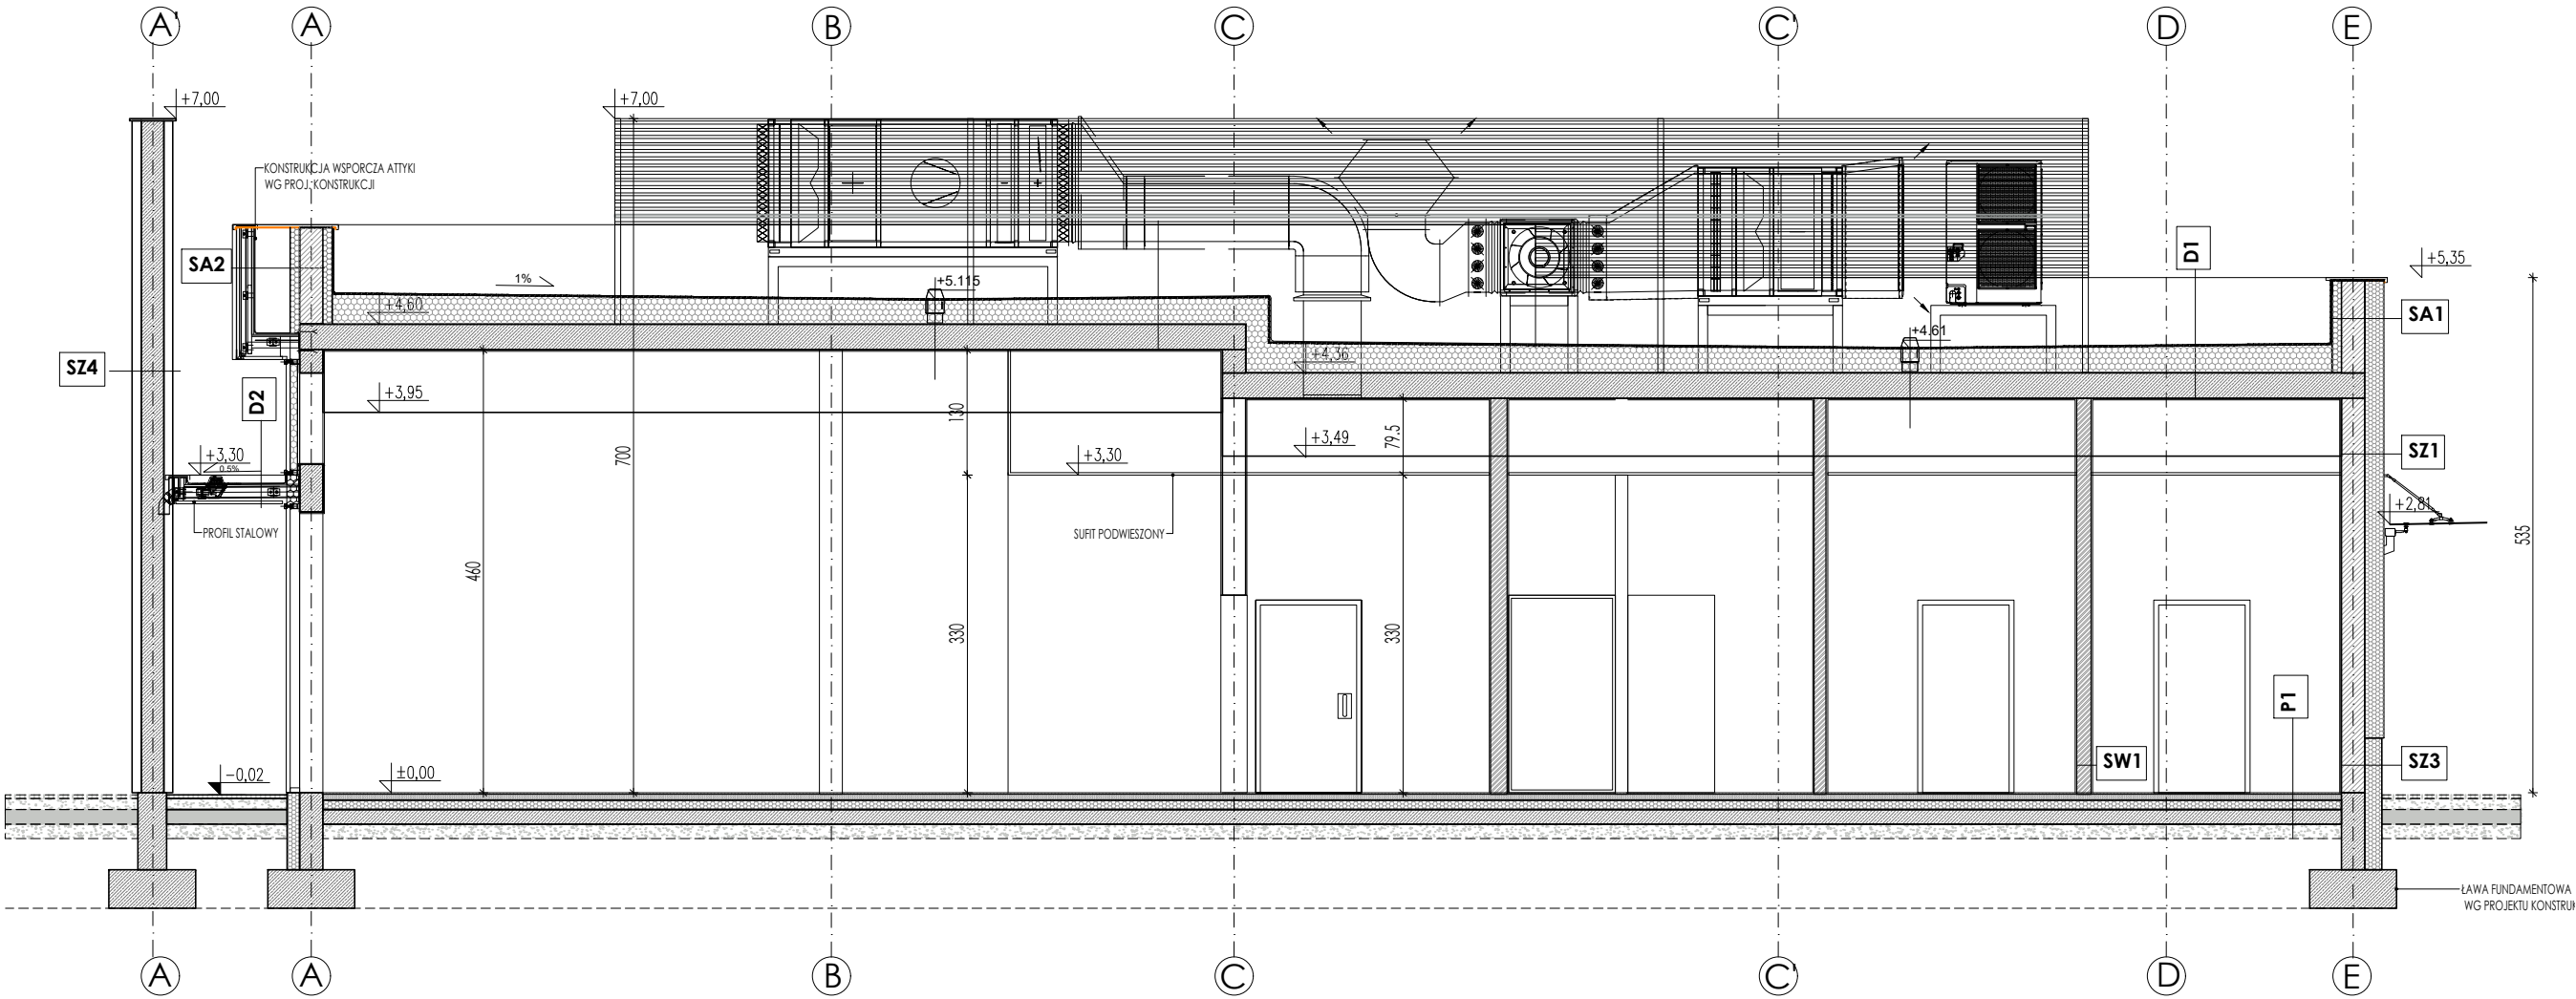 A' A B C C' D E
+7,00 +7,00
KONSTRUKCJA WSPORCZA ATTYKI
WG PROJ. KONSTRUKCJI
SA2
1%
+5.115
D1
+5,35
+4,60
SA1
+4.61
+4,36
SZ4
D2
+3,95
130
79.5
+3,49
SZ1
+3,30
0.5%
700
+3,30
+2,81
PROFIL STALOWY
SUFIT PODWIESZONY
535
460
330
330
P1
-0,02
±0,00
SW1
SZ3
ŁAWA FUNDAMENTOWA
WG PROJEKTU
A A B C C' D E